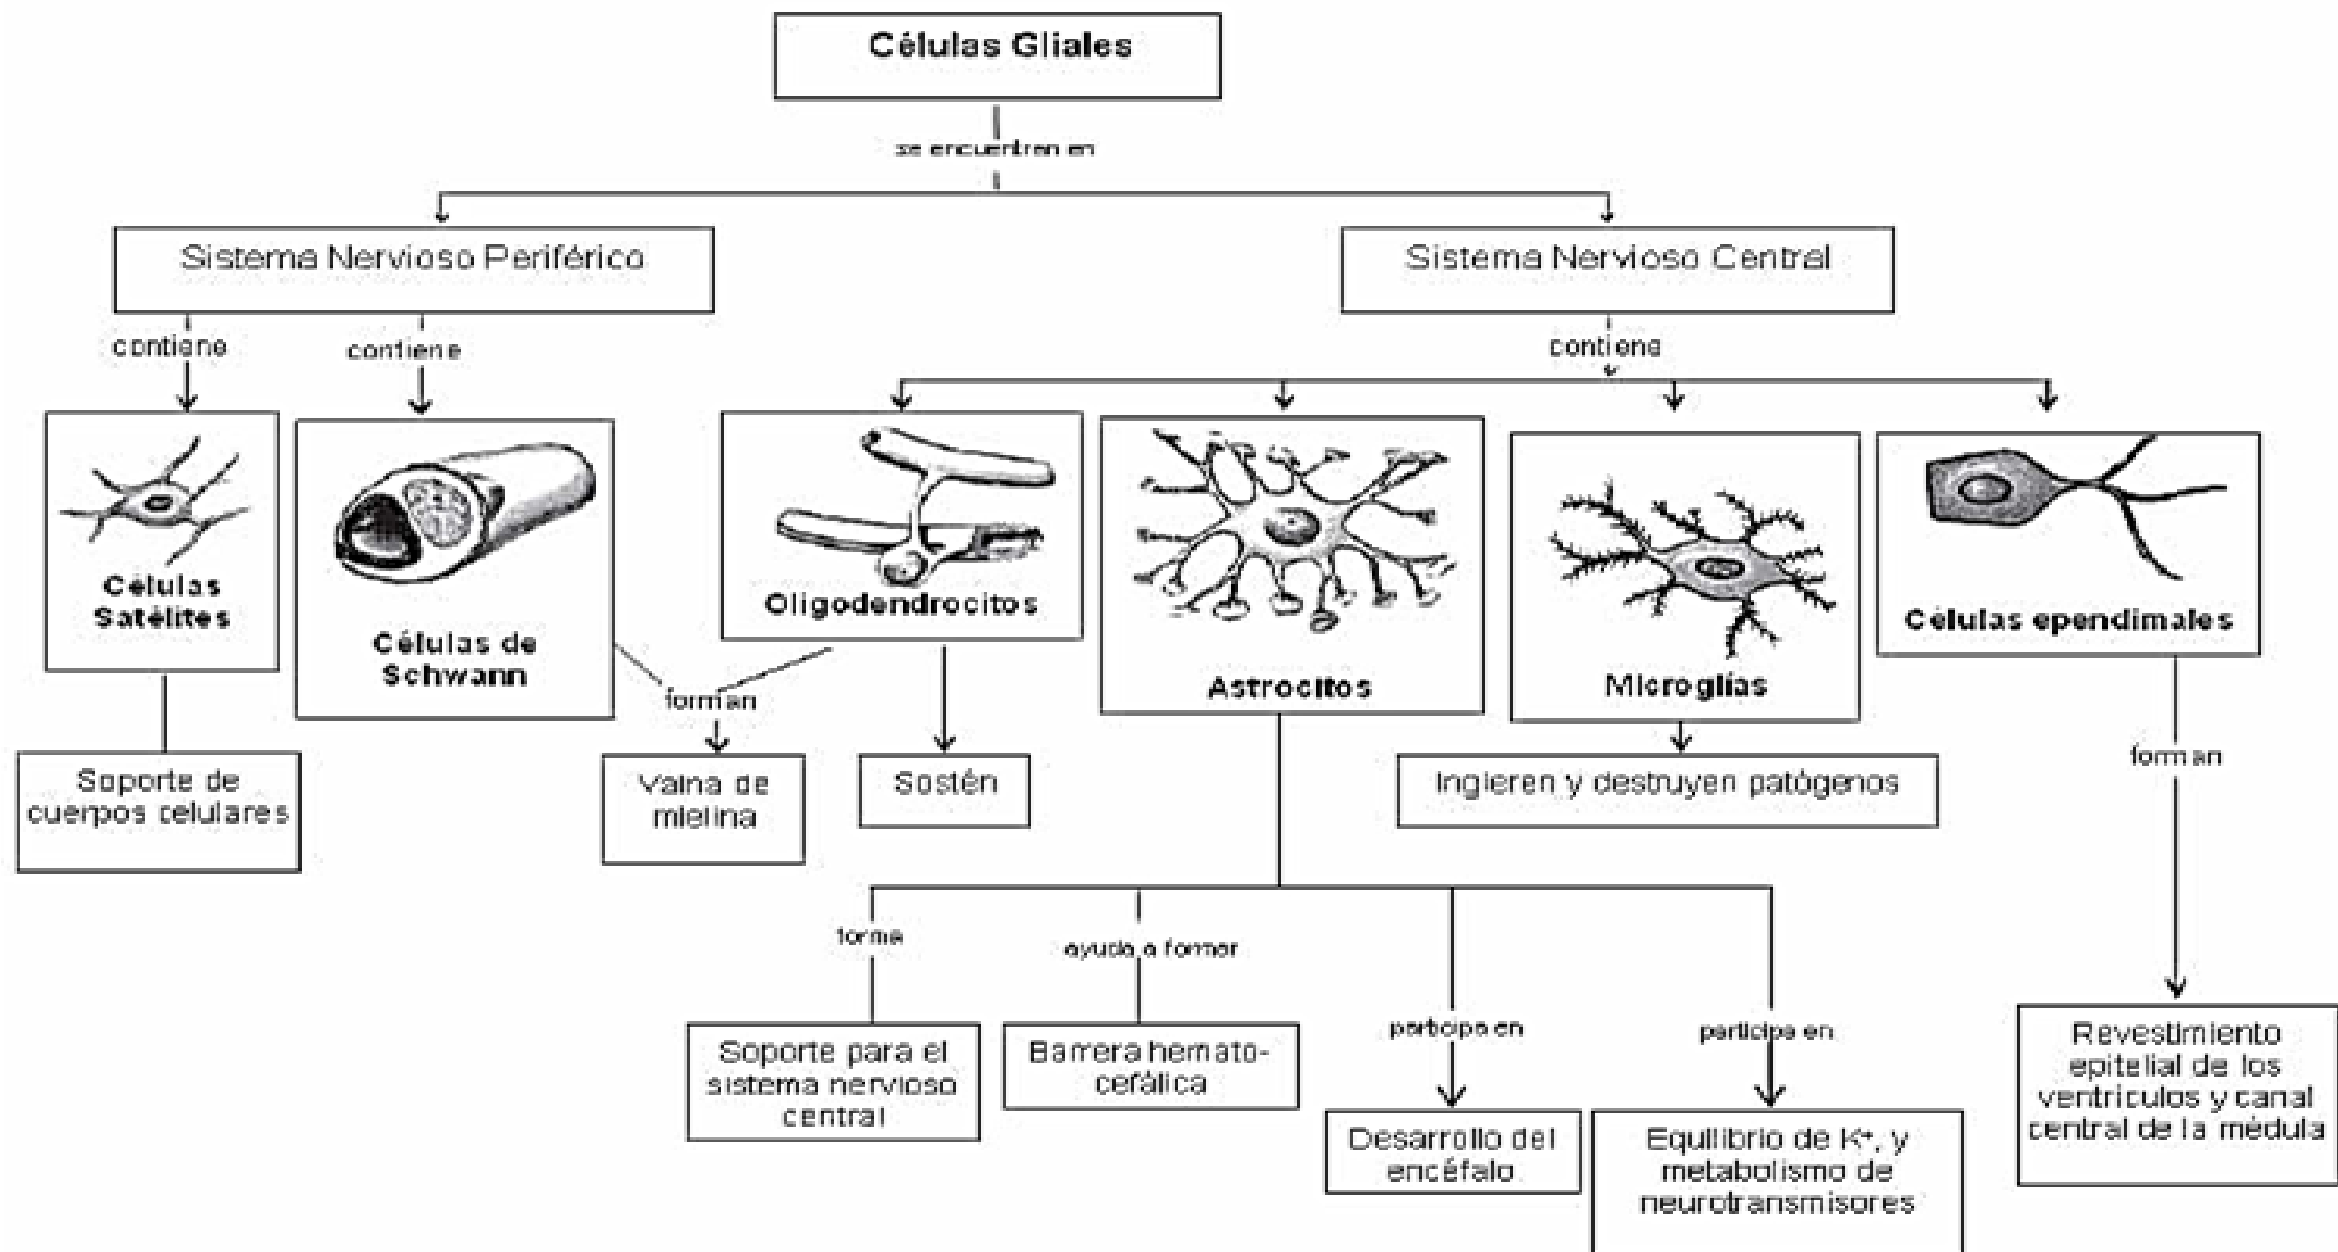 Células Gliales
se encuentran en
Sistema Nervioso Periférico
Sistema Nervioso Central
contiene
contiene
contiene
Células
Satélites
Células de
Schwann
Oligodendrocitos
Astrocitos
Microglías
Células ependimales
forman
forman
Soporte de
cuerpos celulares
Vaina de
mielina
Sostén
Ingieren y destruyen patógenos
forma
ayuda a formar
participa en
participa en
Soporte para el
sistema nervioso
central
Barrera hemato-
cefálica
Desarrollo del
encéfalo
Equilibrio de K+, y
metabolismo de
neurotransmisores
Revestimiento
epitelial de los
ventrículos y canal
central de la médula